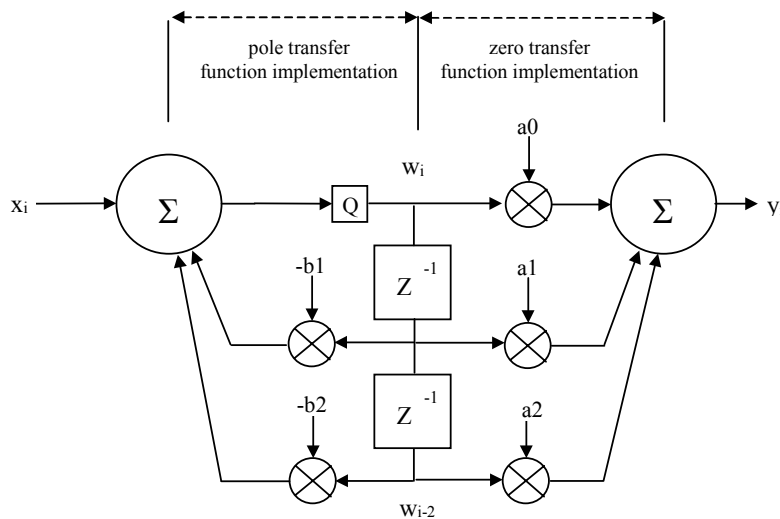 pole transfer
function implementation
zero transfer
function implementation
a0
wi
xi
Σ
Q
Σ
y
-b1
Z -1
a1
-b2
Z -1
a2
wi-2